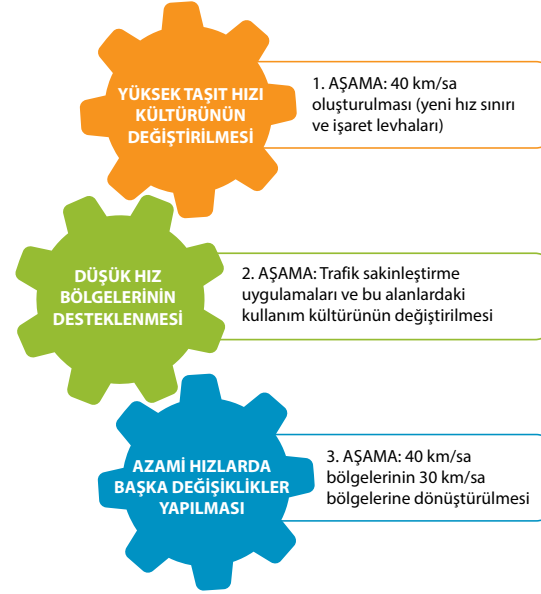 YÜKSEK TAŞIT HIZI
KÜLTÜRÜNÜN
DEĞİŞTİRİLMESİ
1. AŞAMA: 40 km/sa
oluşturulması (yeni hız sınırı
ve işaret levhaları)
DÜŞÜK HIZ
BÖLGELERİNİN
DESTEKLENMESİ
2. AŞAMA: Trafik sakinleştirme
uygulamaları ve bu alanlardaki
kullanım kültürünün değiştirilmesi
AZAMİ HIZLARDA
BAŞKA DEĞİŞİKLİKLER
YAPILMASI
3. AŞAMA: 40 km/sa
bölgelerinin 30 km/sa
bölgelerine dönüştürülmesi